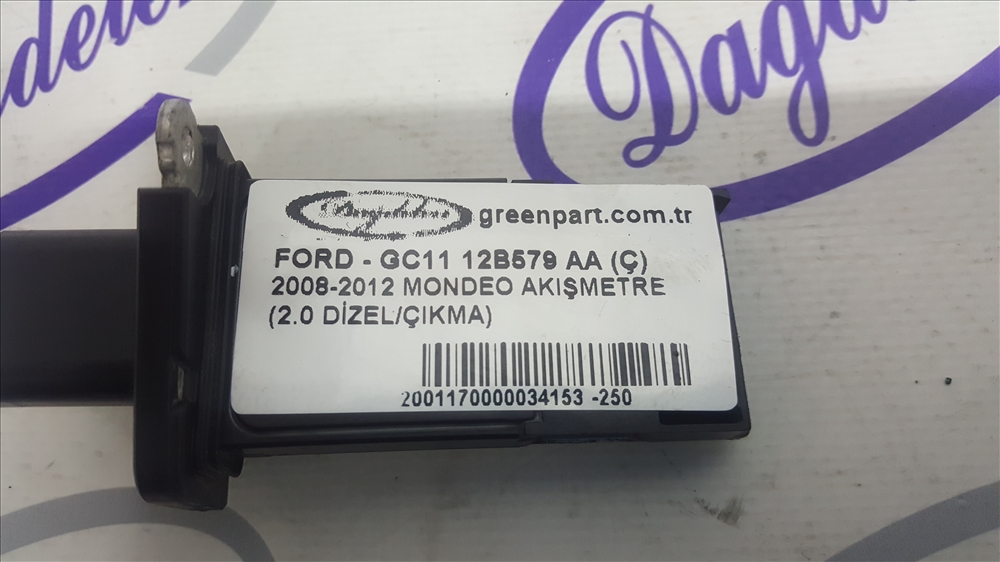 greenpart.com.tr
FORD - GC11 12B579 AA (Ç)
2008-2012 MONDEO AKIŞMETRE
(2.0 DİZEL/ÇIKMA)
2001170000034153 -250